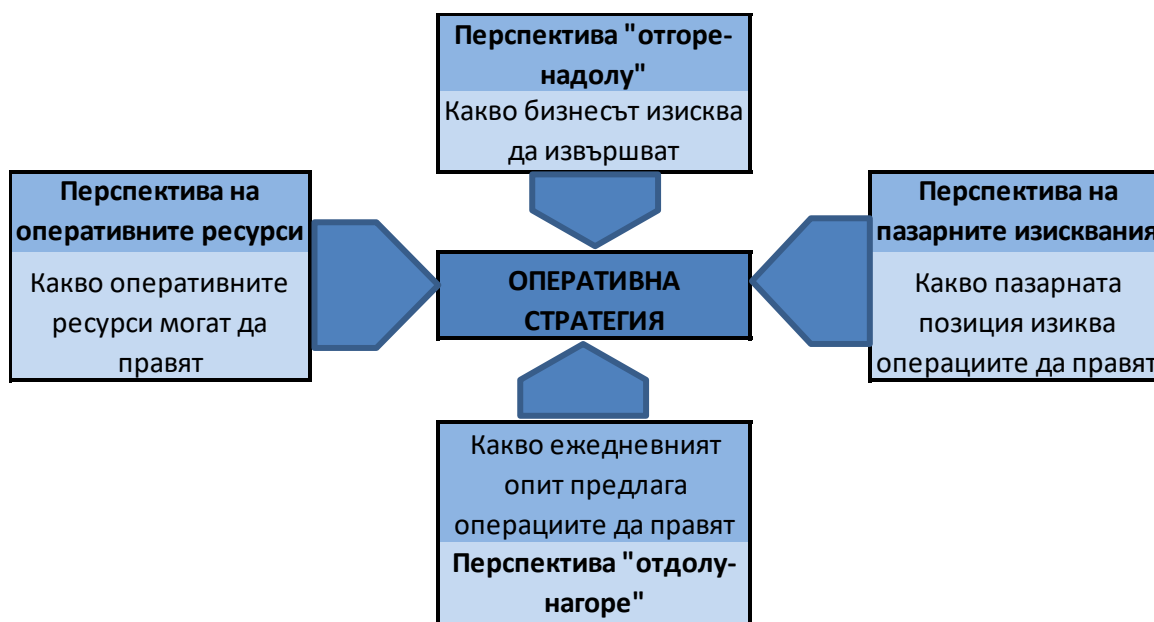 Перспектива "отгоре-
надолу"
Какво бизнесът изисква
да извършват
Перспектива на
оперативните ресурси
Какво оперативните
ресурси могат да
правят
ОПЕРАТИВНА
СТРАТЕГИЯ
Перспектива на
пазарните изисквания
Какво пазарната
позиция изиква
операциите да правят
Какво ежедневният
опит предлага
операциите да правят
Перспектива "отдолу-
нагоре"